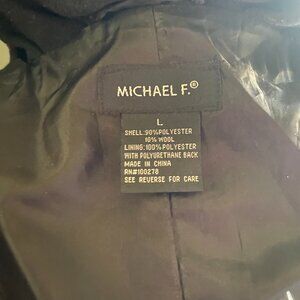 MICHAEL F.®
L
SHELL:90%POLYESTER
10% WOOL
LINING:100%POLYESTER
WITH POLYURETHANE BACK
MADE IN CHINA
RN#100278
SEE REVERSE FOR CARE